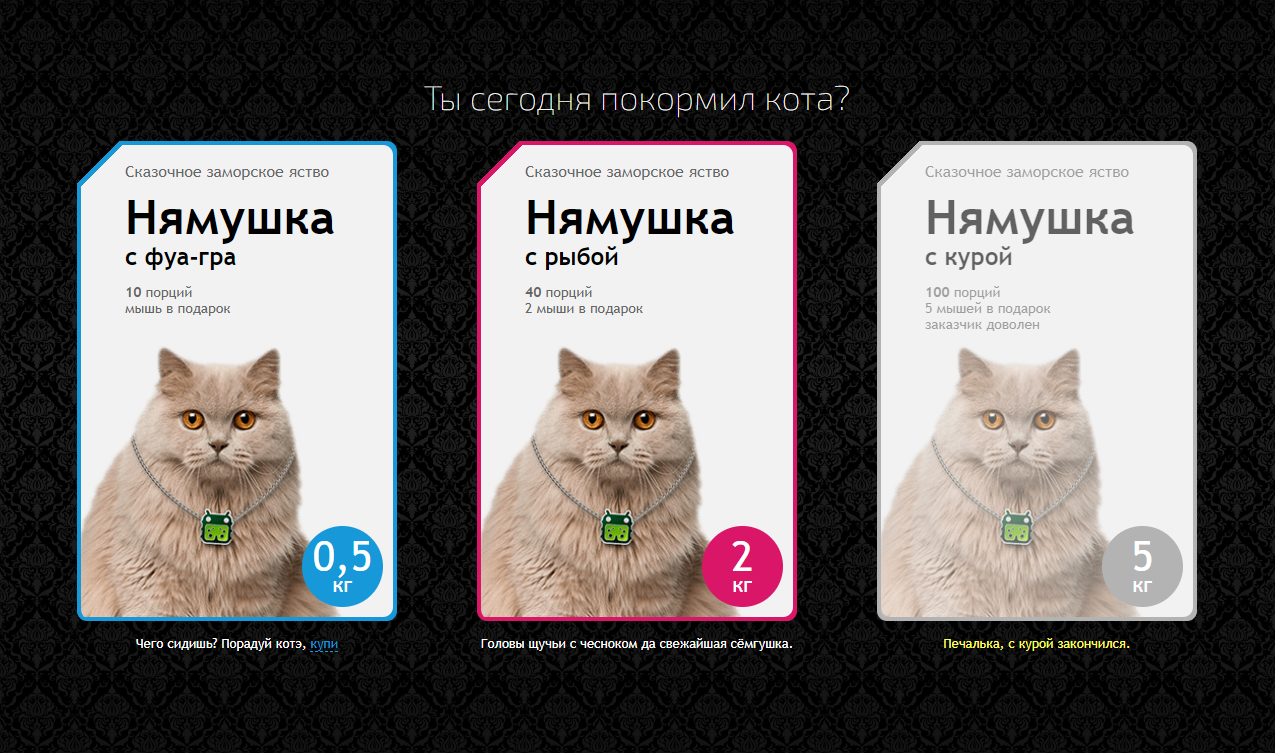 Ты сегодня покормил кота?
Сказочное заморское яство
Нямушка
с фуа-гра
10 порций
мышь в подарок
0,5
кг
Чего сидишь? Порадуй котэ, купи
Сказочное заморское яство
Нямушка
с рыбой
40 порций
2 мыши в подарок
2
кг
Головы щучьи с чесноком да свежайшая сёмгушка.
Сказочное заморское яство
Нямушка
с курой
100 порций
5 мышей в подарок
заказчик доволен
5
кг
Печалька, с курой закончился.